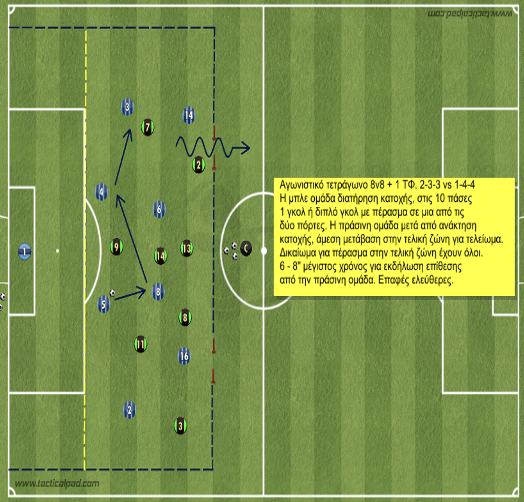 www.tacticalpad.com
3
14
7
2
4
6
9
14
13
C
1
5
8
8
11
16
2
3
Αγωνιστικό τετράγωνο 8v8 + 1 ΤΦ. 2-3-3 vs 1-4-4
Η μπλε ομάδα διατήρηση κατοχής, στις 10 πάσες
1 γκολ ή διπλό γκολ με πέρασμα σε μια από τις
δύο πόρτες. Η πράσινη ομάδα μετά από ανάκτηση
κατοχής, άμεση μετάβαση στην τελική ζώνη για τελείωμα.
Δικαίωμα για πέρασμα στην τελική ζώνη έχουν όλοι.
6 - 8" μέγιστος χρόνος για εκδήλωση επίθεσης
από την πράσινη ομάδα. Επαφές ελεύθερες.
www.tacticalpad.com